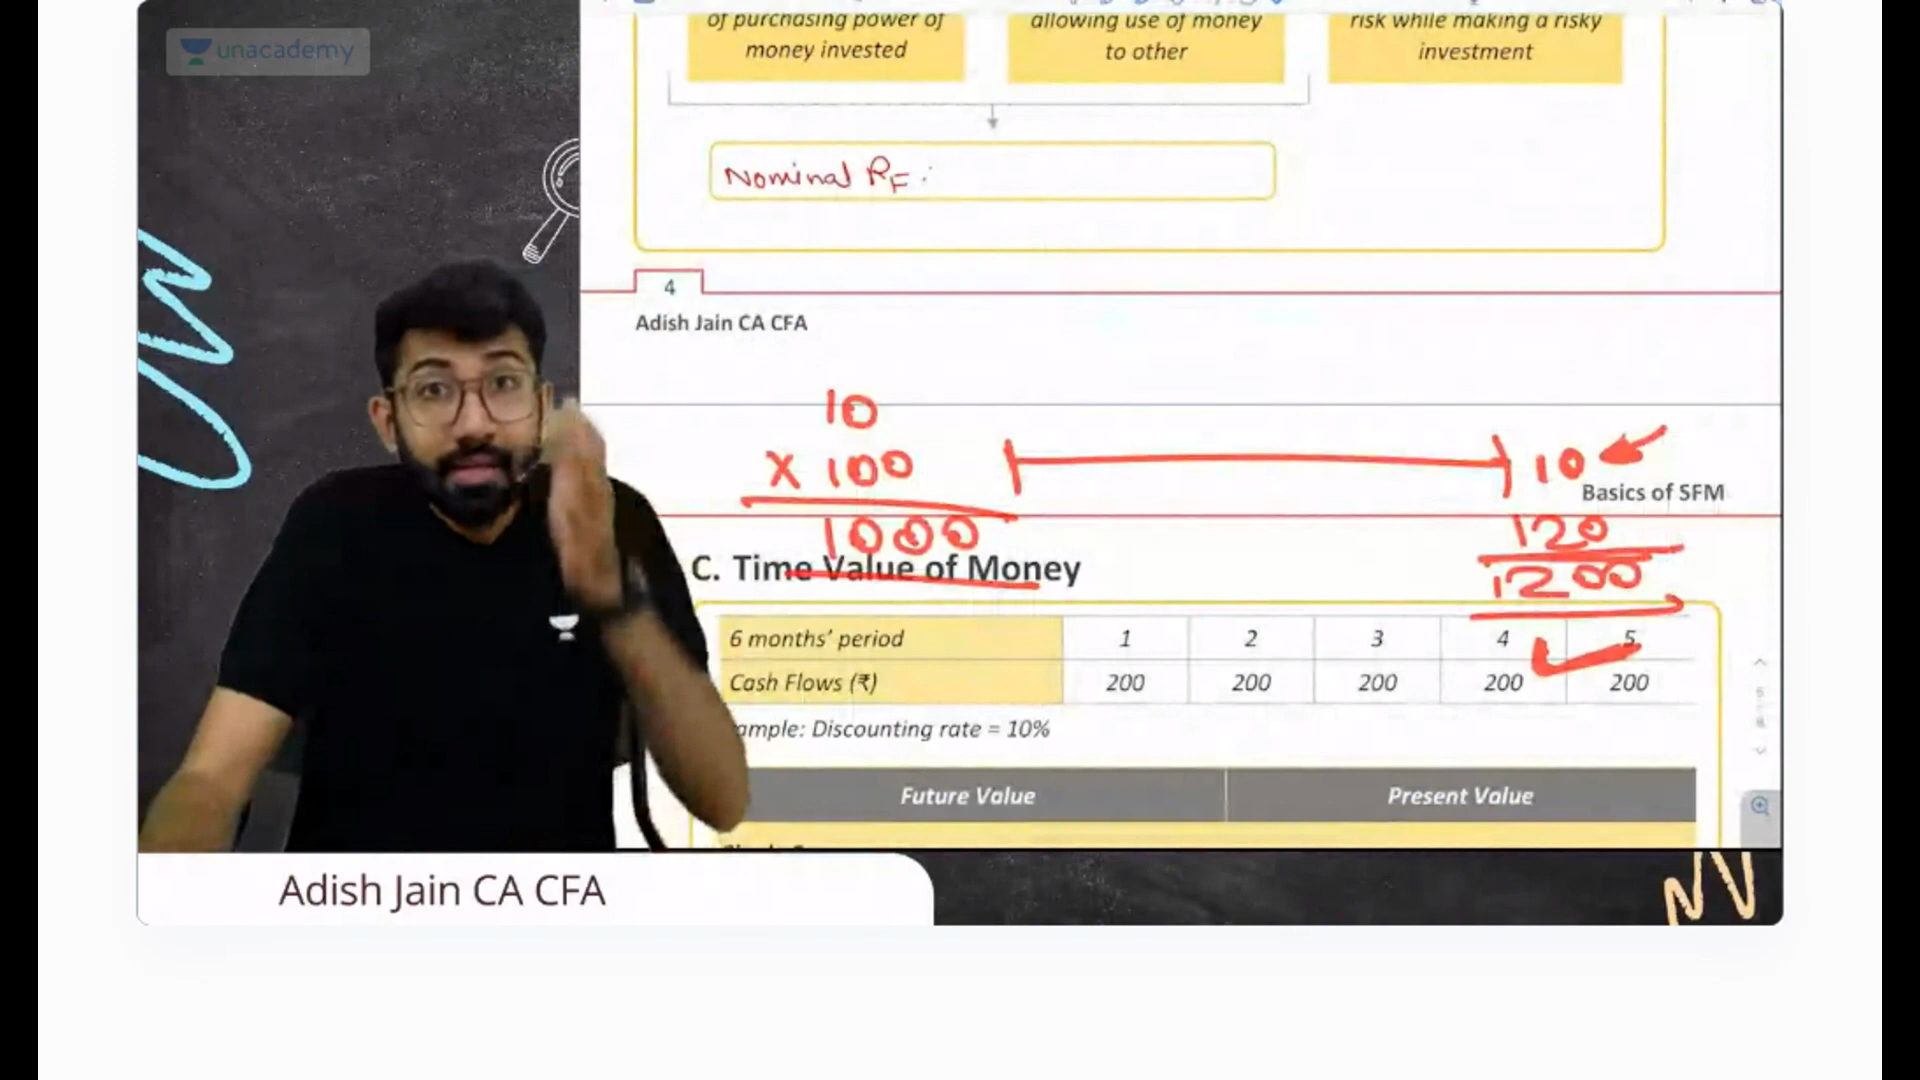 unacademy
of purchasing power of
money invested
allowing use of money
to other
risk while making a risky
investment
Nominal RF :
4
Adish Jain CA CFA
10
x 100
1000
10
Basics of SFM
120
1200
C. Time Value of Money
6 months' period 1 2 3 4 5
Cash Flows (₹) 200 200 200 200 200
ample: Discounting rate = 10%
Future Value Present Value
Adish Jain CA CFA